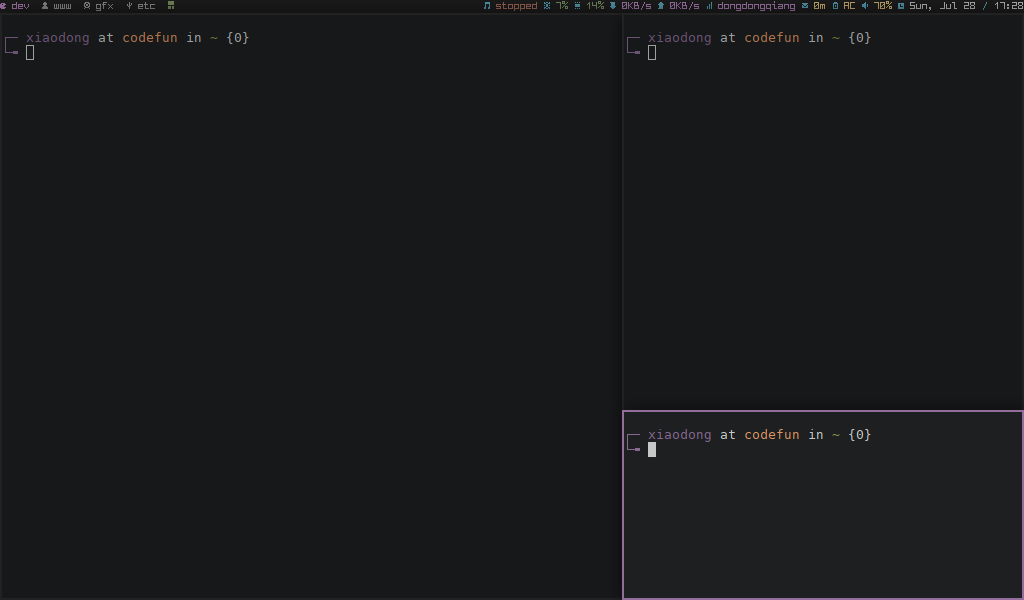 dev www gfx etc stopped 7% 14% 0KB/s 0KB/s dongdongqiang 0m AC 70% Sun, Jul 28 / 17:28
xiaodong at codefun in ~ {0}
xiaodong at codefun in ~ {0}
xiaodong at codefun in ~ {0}